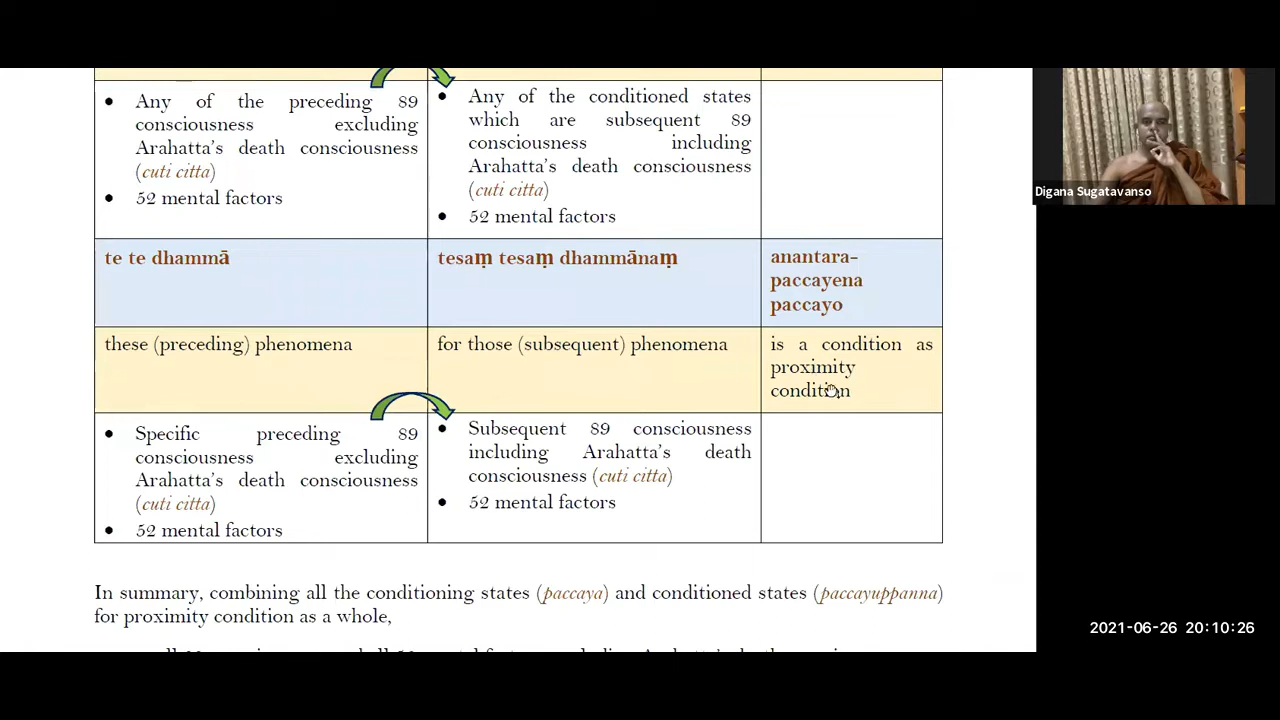 Any of the preceding 89
consciousness excluding
Arahatta's death consciousness
(cuti citta)
52 mental factors
Any of the conditioned states
which are subsequent 89
consciousness including
Arahatta's death consciousness
(cuti citta)
52 mental factors
te te dhammā
tesaṃ tesaṃ dhammānaṃ
anantara-
paccayena
paccayo
these (preceding) phenomena
for those (subsequent) phenomena
is a condition as
proximity
condition
Specific preceding 89
consciousness excluding
Arahatta's death consciousness
(cuti citta)
52 mental factors
Subsequent 89 consciousness
including Arahatta's death
consciousness (cuti citta)
52 mental factors
In summary, combining all the conditioning states (paccaya) and conditioned states (paccayuppanna)
for proximity condition as a whole,
Digana Sugatavanso
2021-06-26 20:10:26